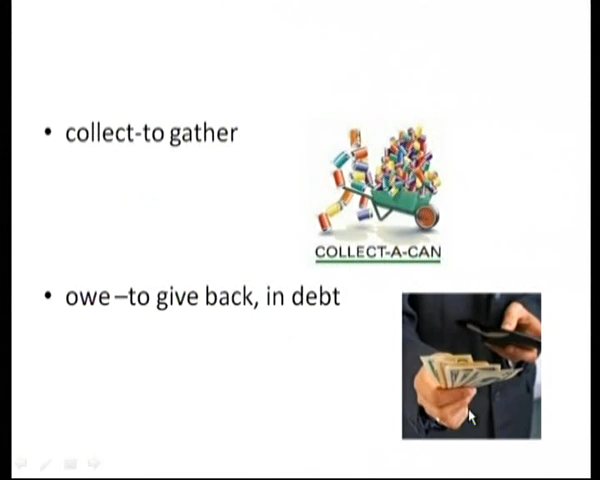 • collect-to gather
COLLECT-A-CAN
• owe–to give back, in debt